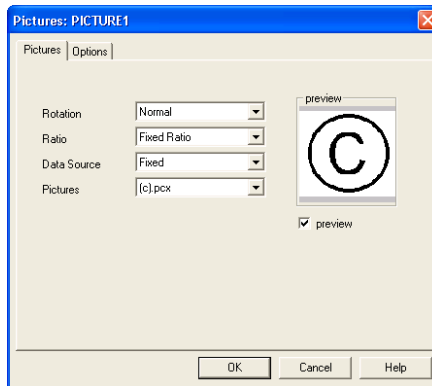 Pictures: PICTURE1
Pictures Options
preview
Rotation Normal
Ratio Fixed Ratio
Data Source Fixed
Pictures (c).pcx
©
preview
OK Cancel Help